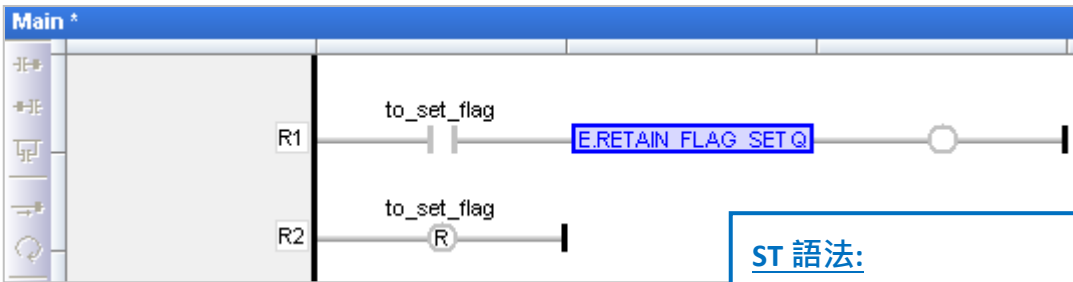 Main *
to_set_flag
R1
E.RETAIN_FLAG_SET Q
to_set_flag
R2
R
ST 語法: